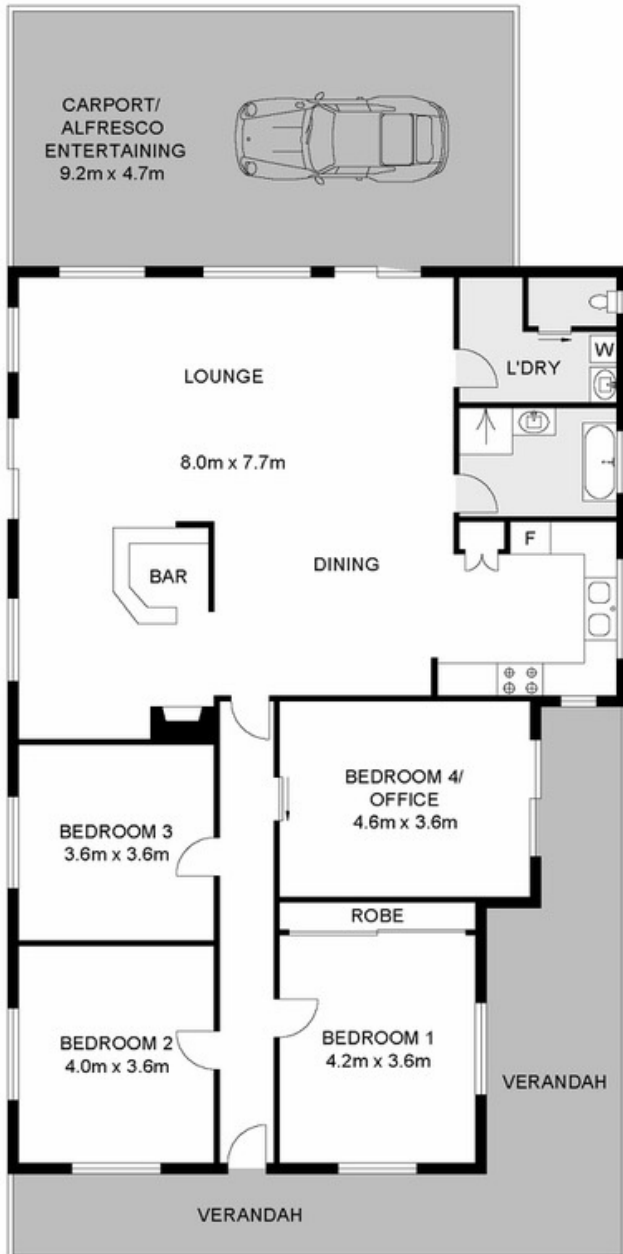 CARPORT/
ALFRESCO
ENTERTAINING
9.2m x 4.7m
LOUNGE
L'DRY
W
8.0m x 7.7m
BAR
DINING
F
BEDROOM 4/
OFFICE
4.6m x 3.6m
BEDROOM 3
3.6m x 3.6m
ROBE
BEDROOM 2
4.0m x 3.6m
BEDROOM 1
4.2m x 3.6m
VERANDAH
VERANDAH